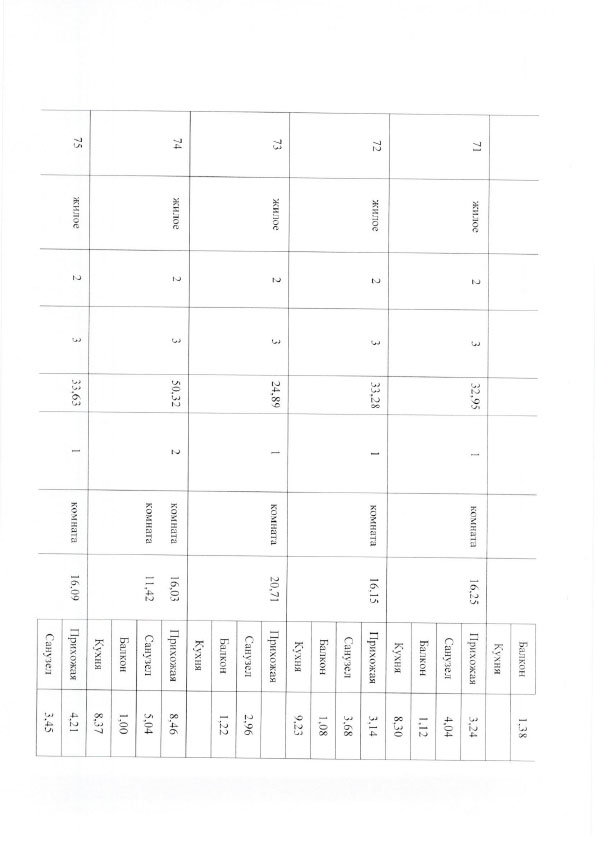 Балкон 1,38
Кухня
71 жилое 2 3 32,95 1 комната 16,25 Прихожая 3,24
Санузел 4,04
Балкон 1,12
Кухня 8,30
72 жилое 2 3 33,28 1 комната 16,15 Прихожая 3,14
Санузел 3,68
Балкон 1,08
Кухня 9,23
73 жилое 2 3 24,89 1 комната 20,71 Прихожая
Санузел 2,96
Балкон 1,22
Кухня
74 жилое 2 3 50,32 2 комната 16,03 Прихожая 8,46
комната 11,42 Санузел 5,04
Балкон 1,00
Кухня 8,37
75 жилое 2 3 33,63 1 комната 16,09 Прихожая 4,21
Санузел 3,45